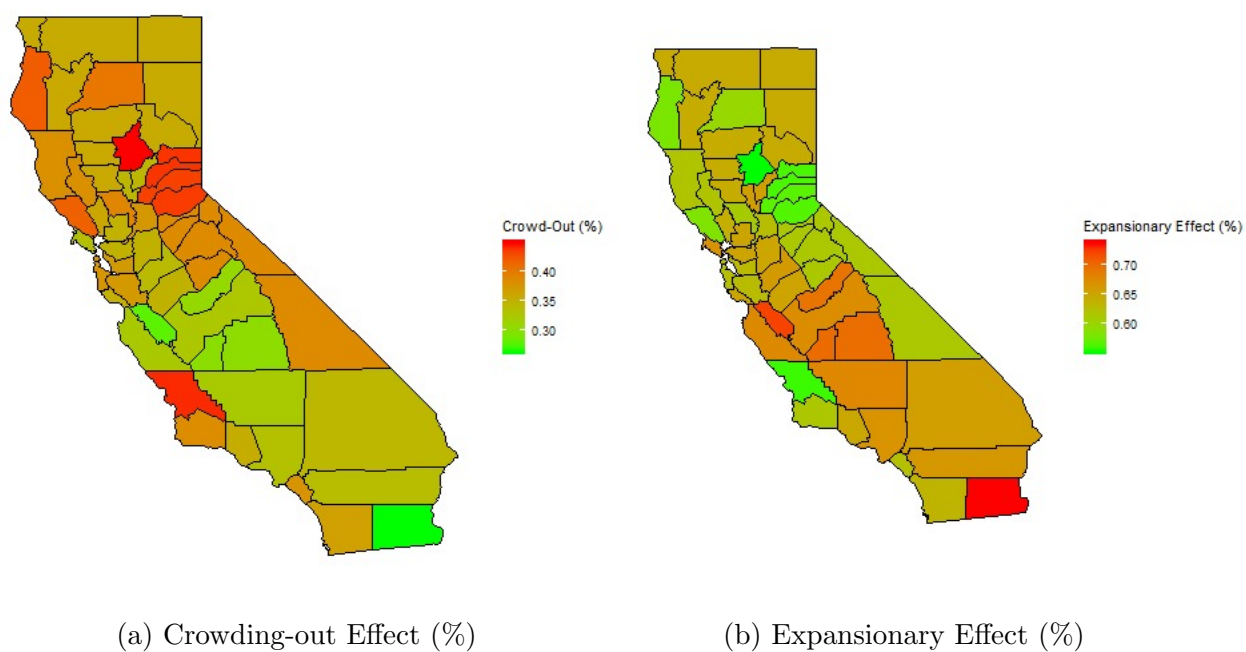 Crowd-Out (%)
0.40
0.35
0.30
Expansionary Effect (%)
0.70
0.65
0.60
(a) Crowding-out Effect (%)
(b) Expansionary Effect (%)